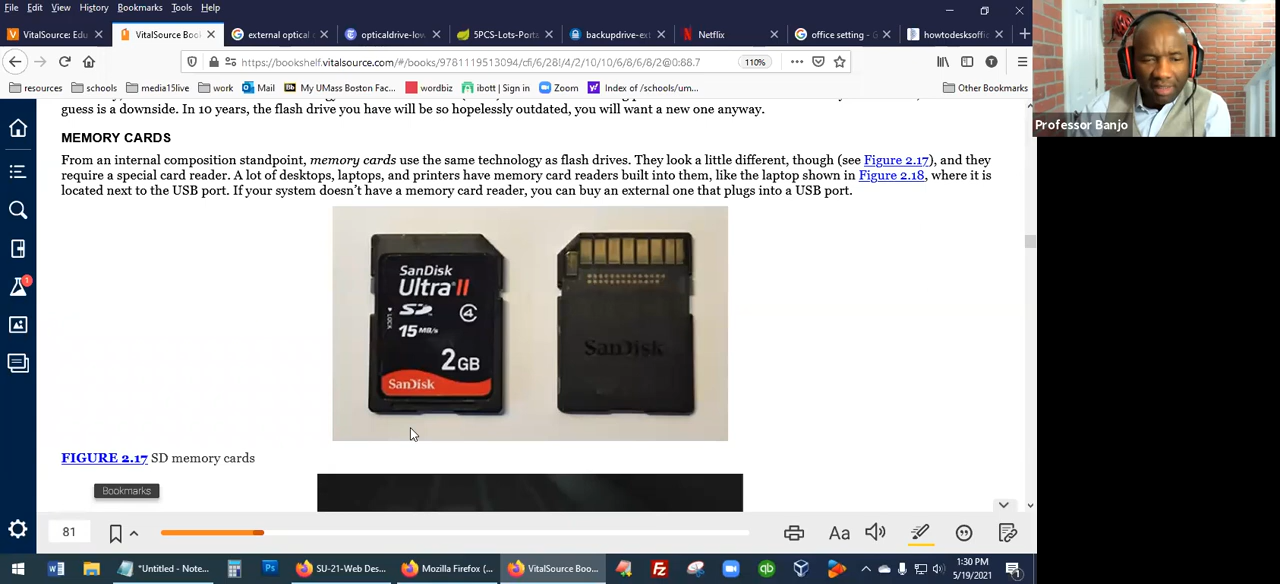 File Edit View History Bookmarks Tools Help
VitalSource: Edu
VitalSource Boo
external optical
opticaldrive-lov
5PCS-Lots-Ports
backupdrive-ext
Netflix
office setting - G
howtodesksoffic
https://bookshelf.vitalsource.com/#/books/9781119513094/cfi/6/28!/4/2/10/10/6/8/6/8/2@0:88.7
110%
resources schools media15live work Mail My UMass Boston Fac... wordbiz ibott | Sign in Zoom Index of /schools/um... Other Bookmarks
guess is a downside. In 10 years, the flash drive you have will be so hopelessly outdated, you will want a new one anyway.
MEMORY CARDS
From an internal composition standpoint, memory cards use the same technology as flash drives. They look a little different, though (see Figure 2.17), and they
require a special card reader. A lot of desktops, laptops, and printers have memory card readers built into them, like the laptop shown in Figure 2.18, where it is
located next to the USB port. If your system doesn't have a memory card reader, you can buy an external one that plugs into a USB port.
SanDisk
Ultra II
LOCK
SD
4
15 MB/s
2GB
SanDisk
SanDisk
FIGURE 2.17 SD memory cards
Bookmarks
81
Aa
"Untitled - Note...
SU-21-Web Des...
Mozilla Firefox (...
VitalSource Boo...
1:30 PM
5/19/2021
Professor Banjo